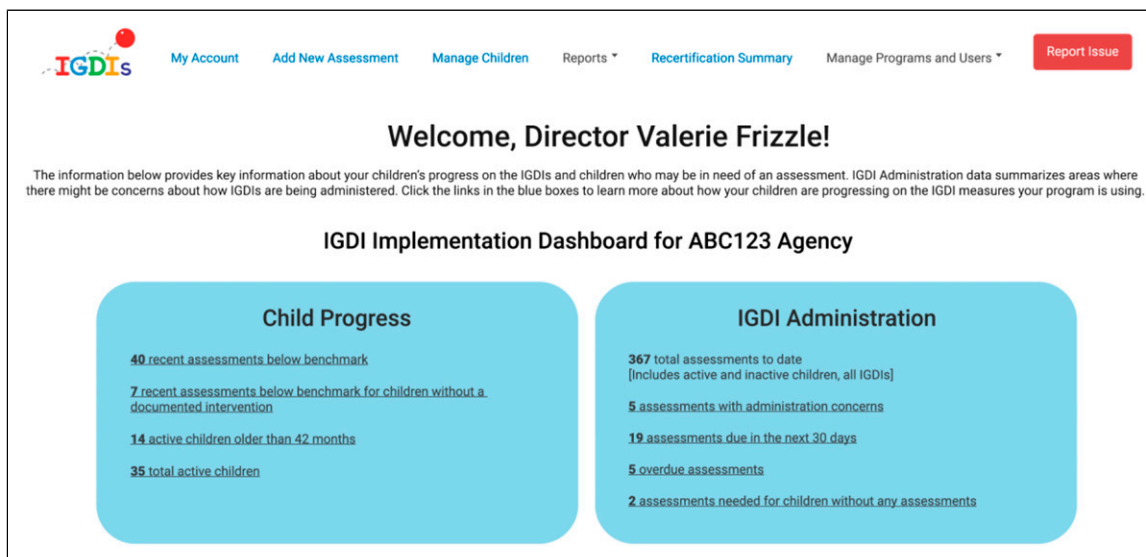 IGDIs
My Account Add New Assessment Manage Children Reports Recertification Summary Manage Programs and Users Report Issue
Welcome, Director Valerie Frizzle!
The information below provides key information about your children's progress on the IGDIs and children who may be in need of an assessment. IGDI Administration data summarizes areas where
there might be concerns about how IGDIs are being administered. Click the links in the blue boxes to learn more about how your children are progressing on the IGDI measures your program is using.
IGDI Implementation Dashboard for ABC123 Agency
Child Progress
40 recent assessments below benchmark
7 recent assessments below benchmark for children without a
documented intervention
14 active children older than 42 months
35 total active children
IGDI Administration
367 total assessments to date
[Includes active and inactive children, all IGDIs]
5 assessments with administration concerns
19 assessments due in the next 30 days
5 overdue assessments
2 assessments needed for children without any assessments